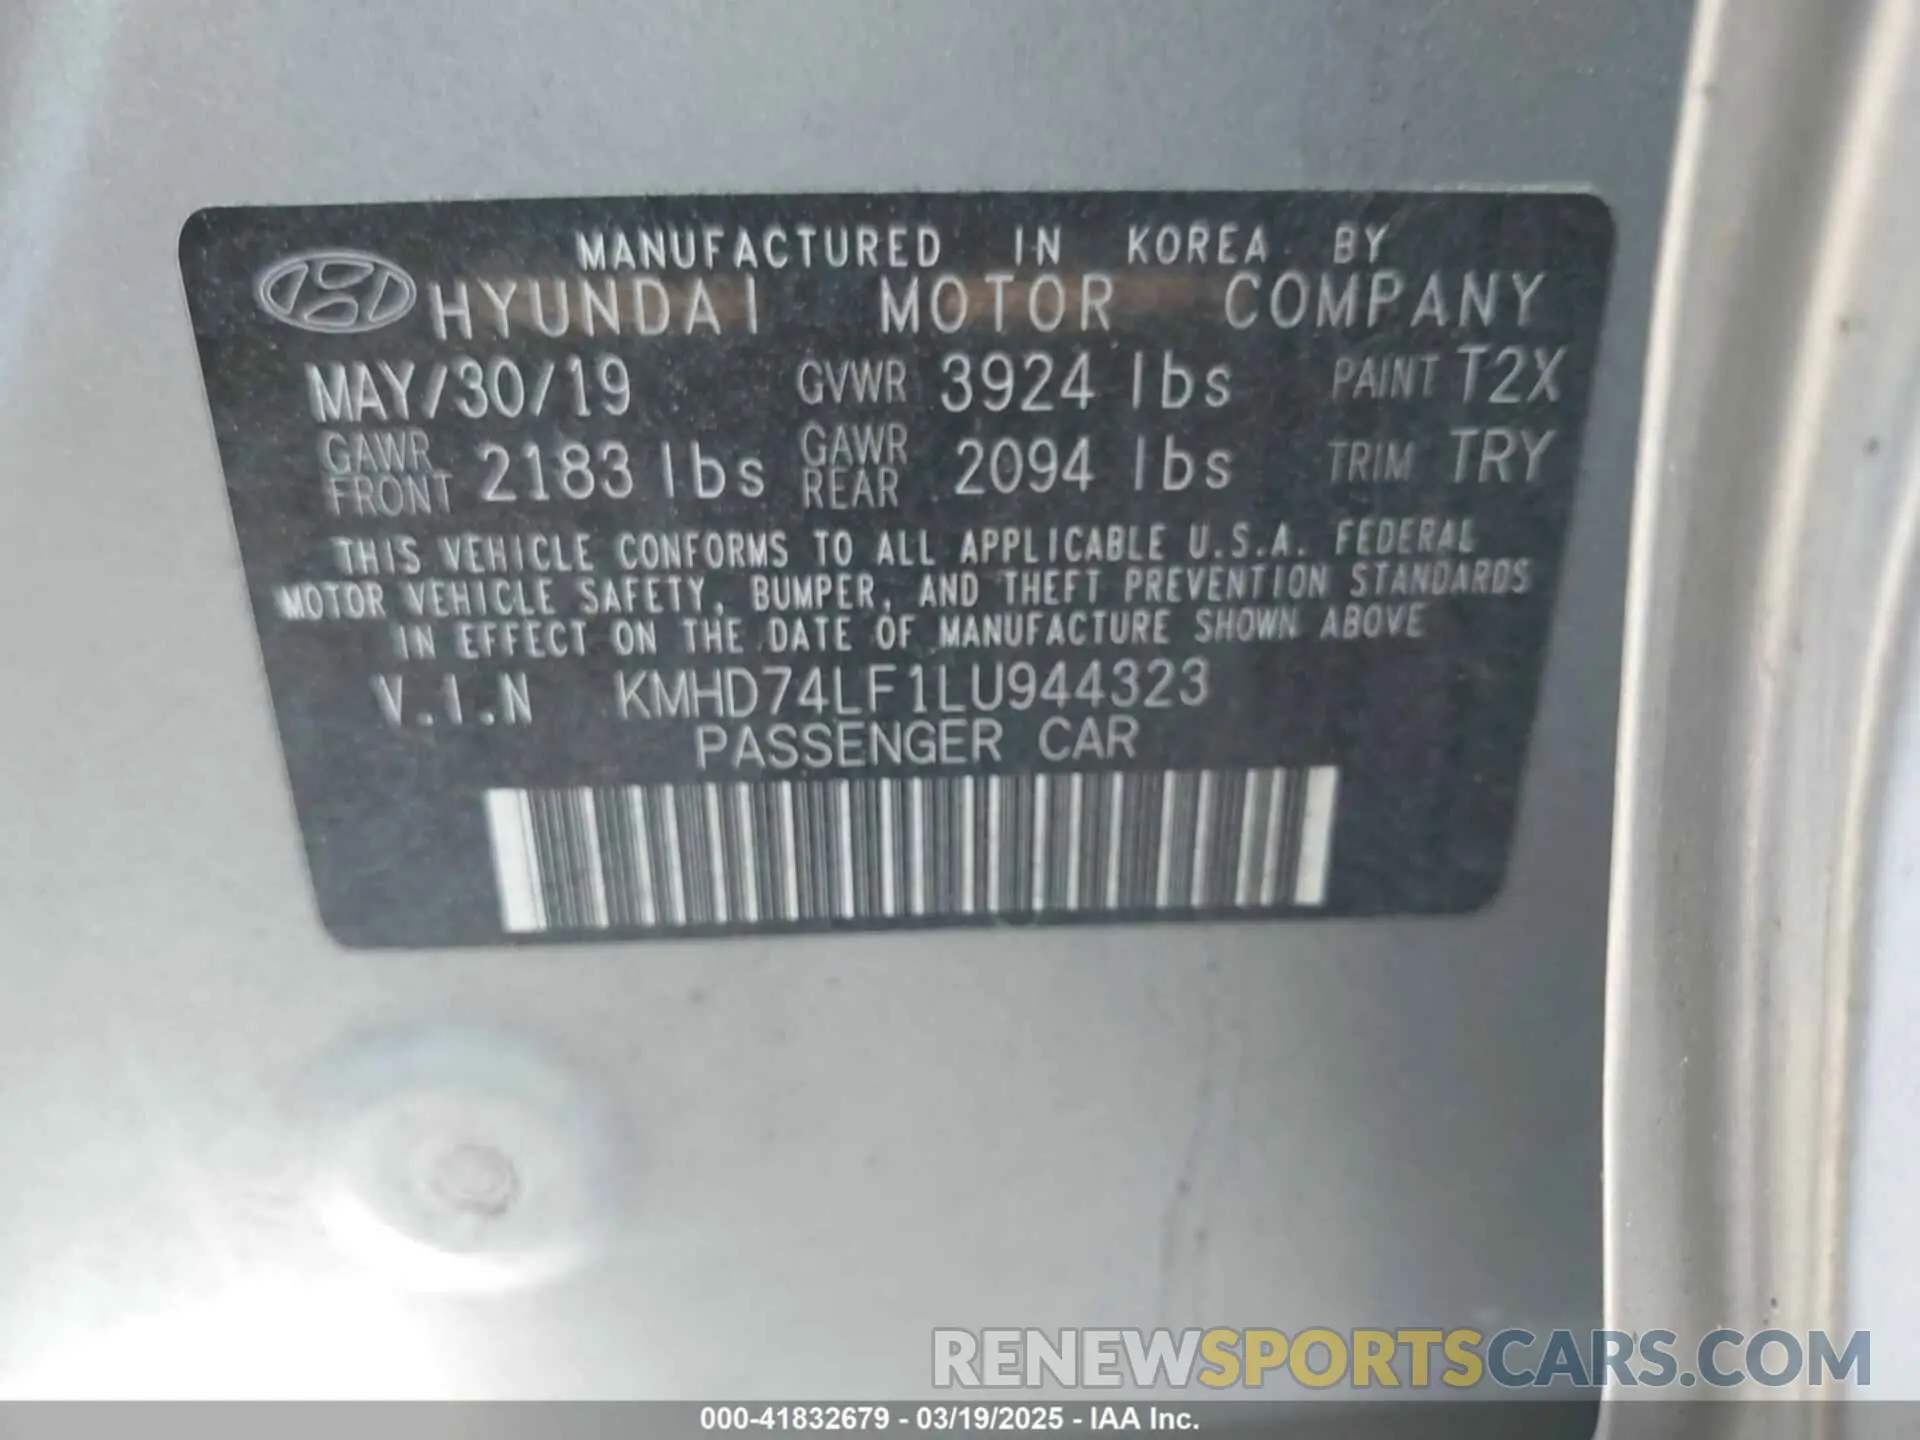 MANUFACTURED IN KOREA BY
HYUNDAI MOTOR COMPANY
MAY/30/19 GVWR 3924 lbs PAINT T2X
GAWR FRONT 2183 lbs GAWR REAR 2094 lbs TRIM TRY
THIS VEHICLE CONFORMS TO ALL APPLICABLE U.S.A. FEDERAL
MOTOR VEHICLE SAFETY, BUMPER, AND THEFT PREVENTION STANDARDS
IN EFFECT ON THE DATE OF MANUFACTURE SHOWN ABOVE
V.I.N KMHD74LF1LU944323
PASSENGER CAR
RENEWSPORTSCARS.COM
000-41832679 - 03/19/2025 - IAA Inc.